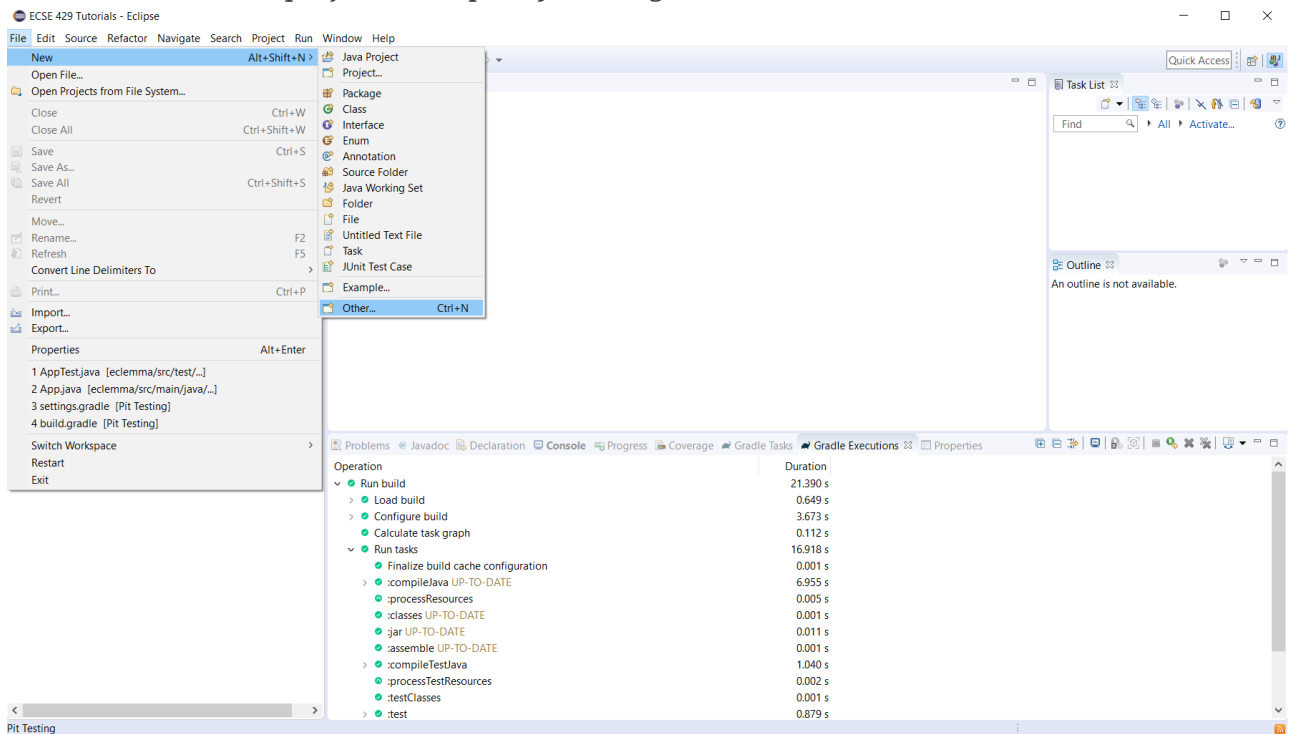 ECSE 429 Tutorials - Eclipse
File Edit Source Refactor Navigate Search Project Run Window Help
New Alt+Shift+N >
Open File...
Open Projects from File System...
Close Ctrl+W
Close All Ctrl+Shift+W
Save Ctrl+S
Save As...
Save All Ctrl+Shift+S
Revert
Move...
Rename... F2
Refresh F5
Convert Line Delimiters To >
Print... Ctrl+P
Import...
Export...
Properties Alt+Enter
1 AppTest.java [eclemma/src/test/...]
2 App.java [eclemma/src/main/java/...]
3 settings.gradle [Pit Testing]
4 build.gradle [Pit Testing]
Switch Workspace >
Restart
Exit
Java Project
Project...
Package
Class
Interface
Enum
Annotation
Source Folder
Java Working Set
Folder
File
Untitled Text File
Task
JUnit Test Case
Example...
Other... Ctrl+N
Quick Access
Task List
Find All Activate...
Outline
An outline is not available.
Problems Javadoc Declaration Console Progress Coverage Gradle Tasks Gradle Executions Properties
Operation Duration
Run build 21.390 s
Load build 0.649 s
Configure build 3.673 s
Calculate task graph 0.112 s
Run tasks 16.918 s
Finalize build cache configuration 0.001 s
:compileJava UP-TO-DATE 6.955 s
:processResources 0.005 s
:classes UP-TO-DATE 0.001 s
:jar UP-TO-DATE 0.011 s
:assemble UP-TO-DATE 0.001 s
:compileTestJava 1.040 s
:processTestResources 0.002 s
:testClasses 0.001 s
:test 0.879 s
Pit Testing